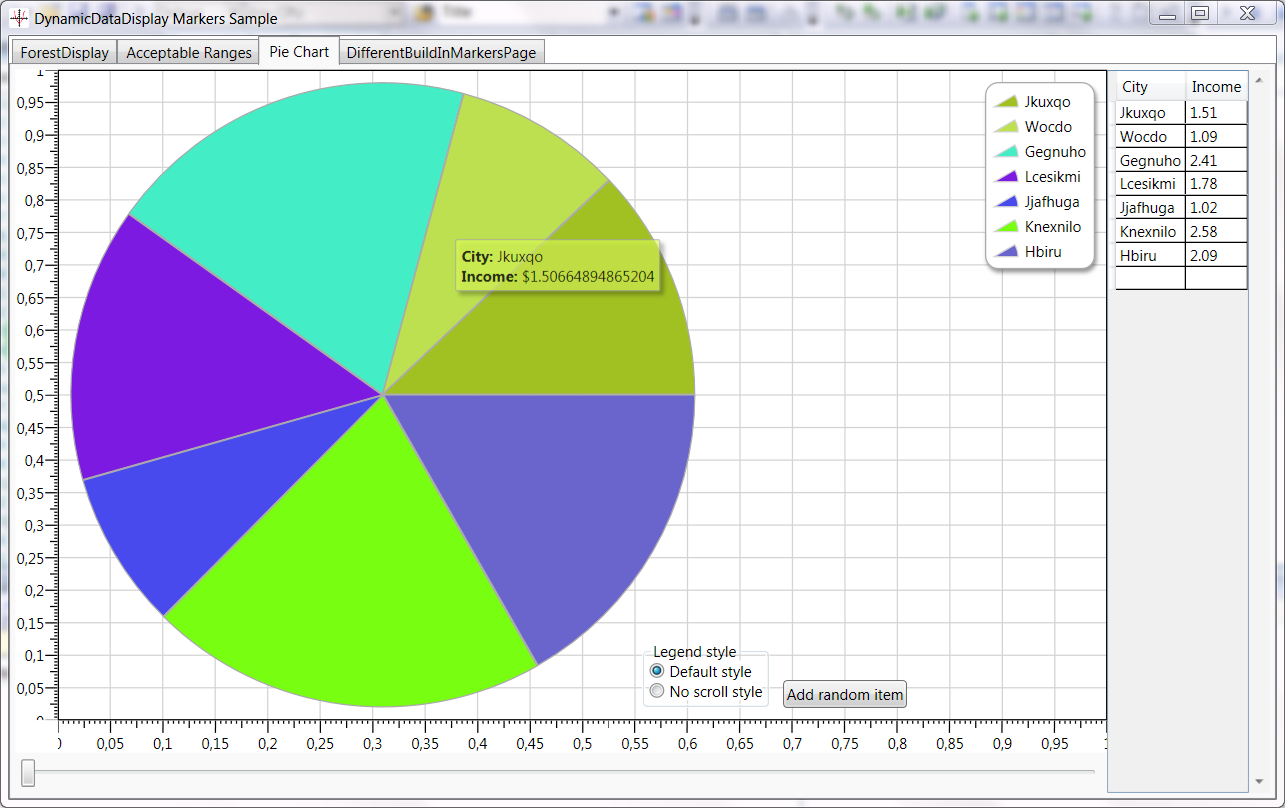 DynamicDataDisplay Markers Sample
ForestDisplay
Acceptable Ranges
Pie Chart
DifferentBuildInMarkersPage
1
0,95
0,9
0,85
0,8
0,75
0,7
0,65
0,6
0,55
0,5
0,45
0,4
0,35
0,3
0,25
0,2
0,15
0,1
0,05
0
City: Jkuxqo
Income: $1.50664894865204
Jkuxqo
Wocdo
Gegnuho
Lcesikmi
Jjafhuga
Knexnilo
Hbiru
City Income
Jkuxqo 1.51
Wocdo 1.09
Gegnuho 2.41
Lcesikmi 1.78
Jjafhuga 1.02
Knexnilo 2.58
Hbiru 2.09
Legend style
Default style
No scroll style
Add random item
0 0,05 0,1 0,15 0,2 0,25 0,3 0,35 0,4 0,45 0,5 0,55 0,6 0,65 0,7 0,75 0,8 0,85 0,9 0,95 1